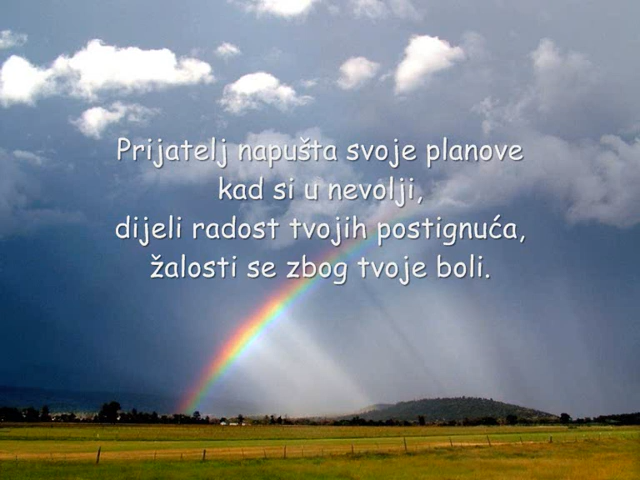 Prijatelj napušta svoje planove
kad si u nevolji,
dijeli radost tvojih postignuća,
žalosti se zbog tvoje boli.